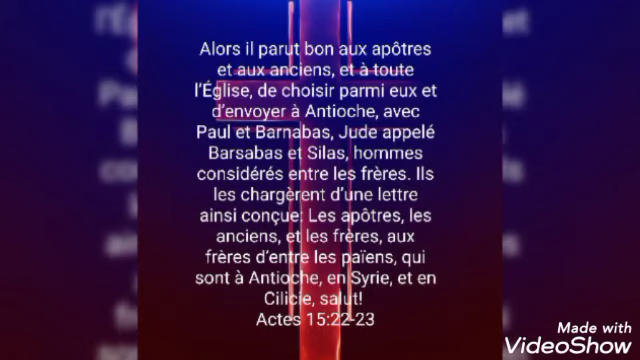 Alors il parut bon aux apôtres
et aux anciens, et à toute
l’Église, de choisir parmi eux et
d’envoyer à Antioche, avec
Paul et Barnabas, Jude appelé
Barsabas et Silas, hommes
considérés entre les frères. Ils
les chargèrent d’une lettre
ainsi conçue: Les apôtres, les
anciens, et les frères, aux
frères d’entre les païens, qui
sont à Antioche, en Syrie, et en
Cilicie, salut!
Actes 15:22-23
Made with
VideoShow